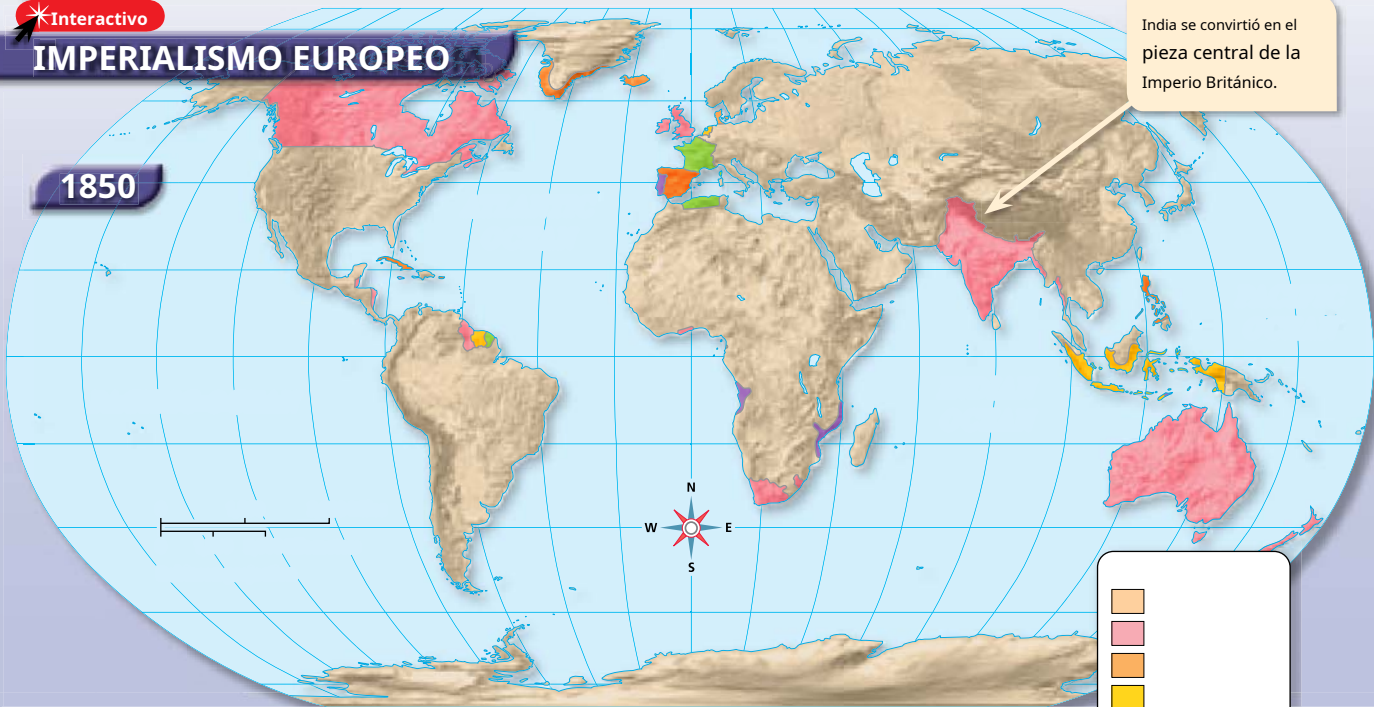 Interactivo
IMPERIALISMO EUROPEO
1850
India se convirtió en el
pieza central de la
Imperio Británico.
N
W E
S